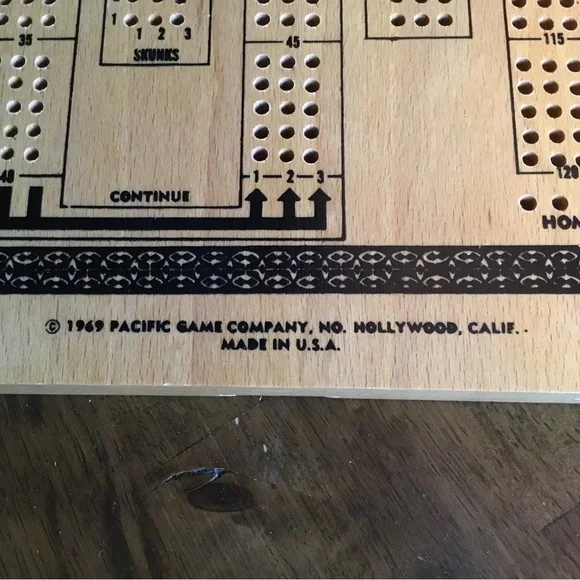 1
1 2 3
SKUNKS
35
45
115
40
CONTINUE
1 2 3
120
© 1969 PACIFIC GAME COMPANY, NO. HOLLYWOOD, CALIF.
MADE IN U.S.A.